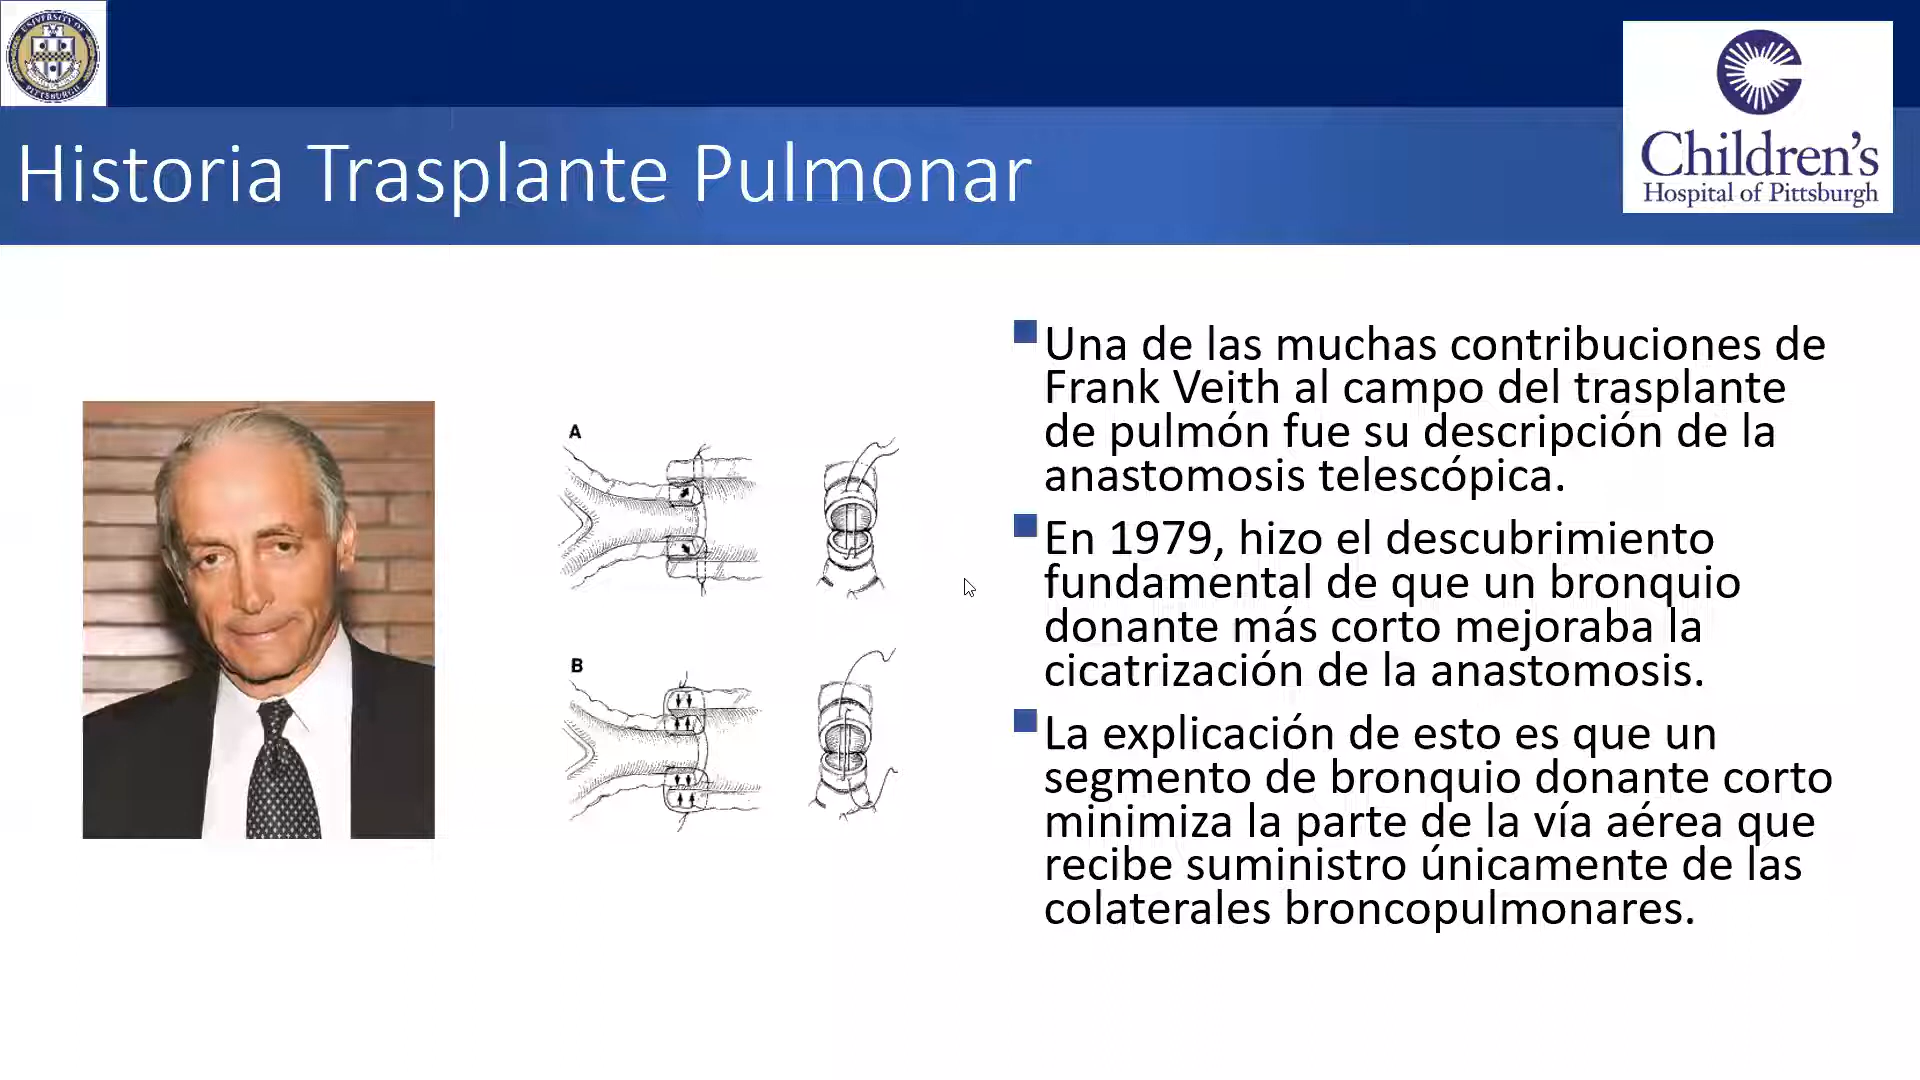 UNIVERSITY OF
PITTSBURGH
Children's
Hospital of Pittsburgh
Historia Trasplante Pulmonar
A
B
Una de las muchas contribuciones de
Frank Veith al campo del trasplante
de pulmón fue su descripción de la
anastomosis telescópica.
En 1979, hizo el descubrimiento
fundamental de que un bronquio
donante más corto mejoraba la
cicatrización de la anastomosis.
La explicación de esto es que un
segmento de bronquio donante corto
minimiza la parte de la vía aérea que
recibe suministro únicamente de las
colaterales broncopulmonares.